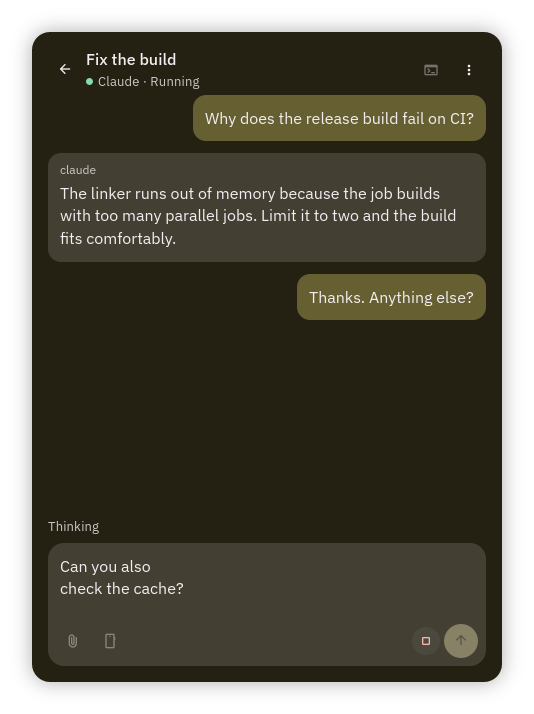 Fix the build
Claude · Running
Why does the release build fail on CI?
claude
The linker runs out of memory because the job builds
with too many parallel jobs. Limit it to two and the build
fits comfortably.
Thanks. Anything else?
Thinking
Can you also
check the cache?